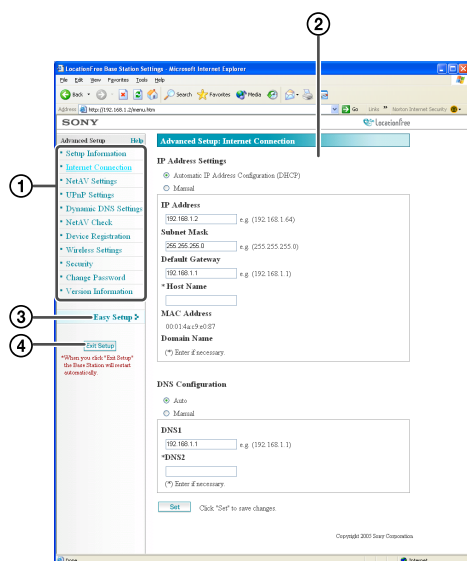 2
LocationFree Base Station Settings - Microsoft Internet Explorer
File Edit View Favorites Tools Help
Back Search Favorites Media
Address http://192.168.1.2/menu.htm Go Links » Norton Internet Security
SONY LocationFree
Advanced Setup Help
1
* Setup Information
* Internet Connection
* NetAV Settings
* UPnP Settings
* Dynamic DNS Settings
* NetAV Check
* Device Registration
* Wireless Settings
* Security
* Change Password
* Version Information
3
Easy Setup
4
Exit Setup
*When you click "Exit Setup"
the Base Station will restart
automatically.
Advanced Setup: Internet Connection
IP Address Settings
Automatic IP Address Configuration (DHCP)
Manual
IP Address
192.168.1.2 e.g. (192.168.1.64)
Subnet Mask
255.255.255.0 e.g. (255.255.255.0)
Default Gateway
192.168.1.1 e.g. (192.168.1.1)
* Host Name
MAC Address
00:01:4a:c9:e0:87
Domain Name
(*) Enter if necessary.
DNS Configuration
Auto
Manual
DNS1
192.168.1.1 e.g. (192.168.1.1)
*DNS2
(*) Enter if necessary.
Set Click "Set" to save changes.
Copyright 2005 Sony Corporation
Done Internet